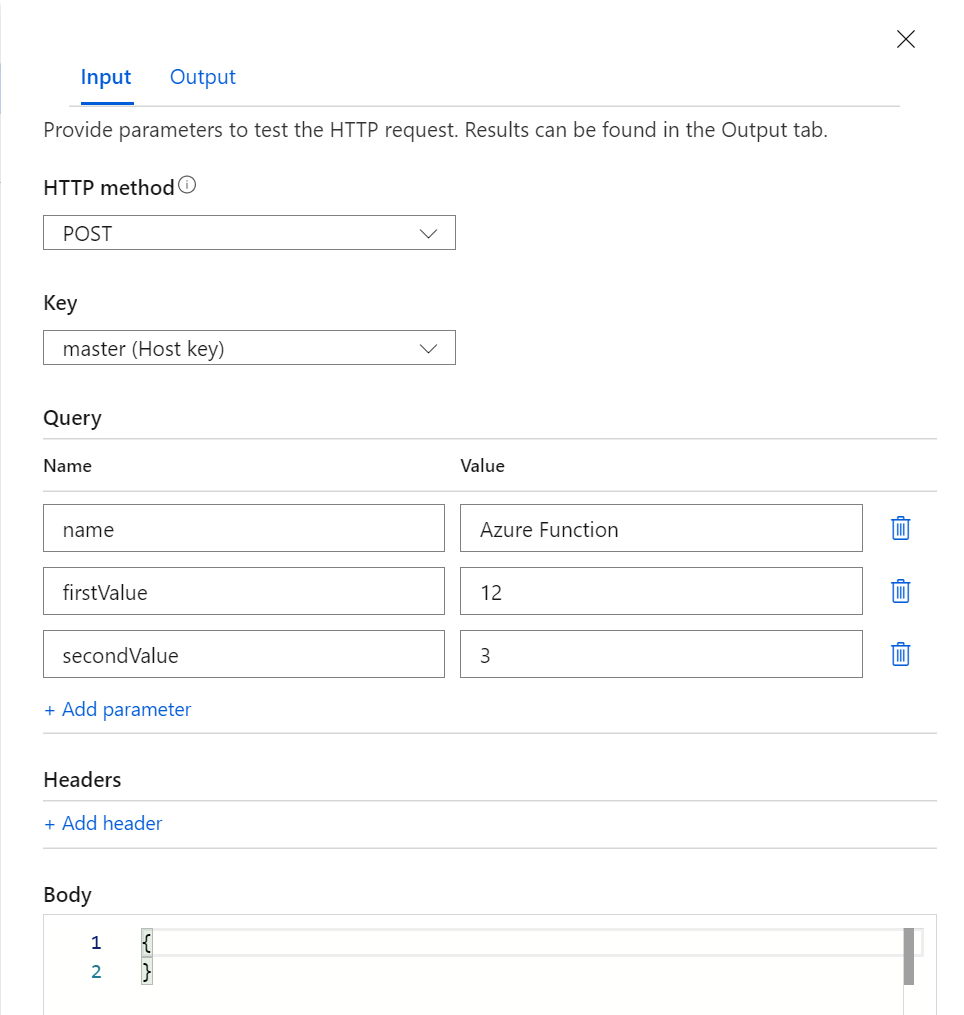 Input Output
Provide parameters to test the HTTP request. Results can be found in the Output tab.
HTTP method
POST
Key
master (Host key)
Query
Name Value
name Azure Function
firstValue 12
secondValue 3
+ Add parameter
Headers
+ Add header
Body
1 {
2 }